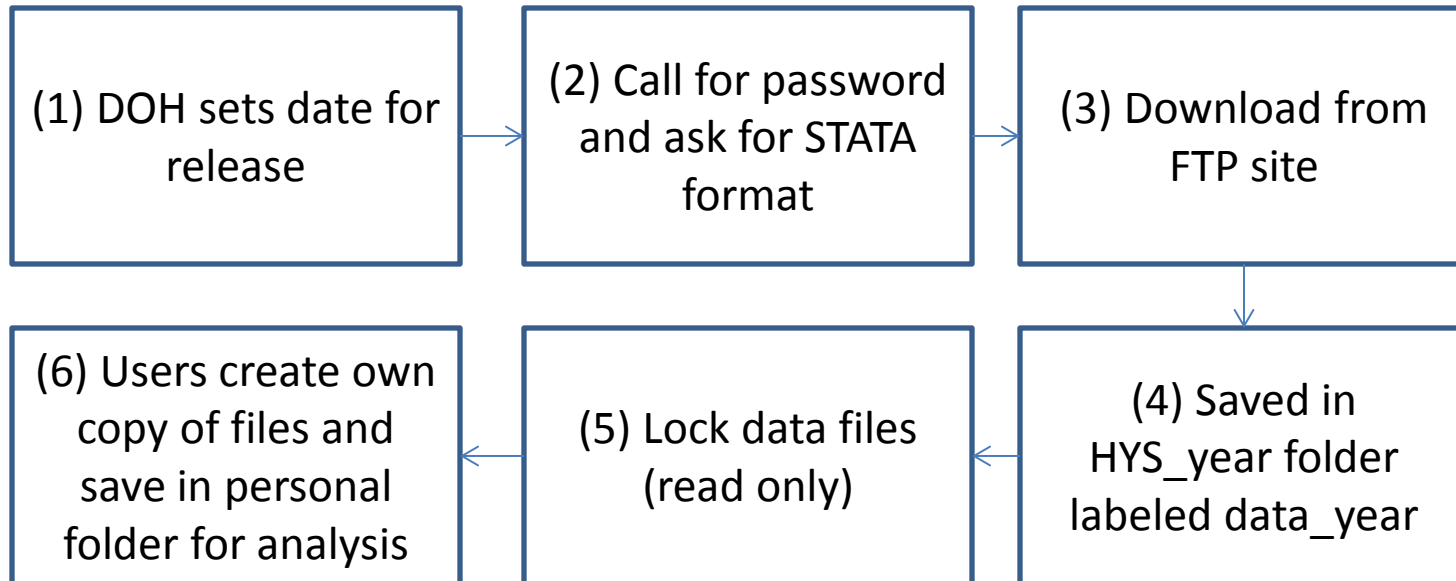 (1) DOH sets date for
release
(2) Call for password
and ask for STATA
format
(3) Download from
FTP site
(4) Saved in
HYS_year folder
labeled data_year
(5) Lock data files
(read only)
(6) Users create own
copy of files and
save in personal
folder for analysis